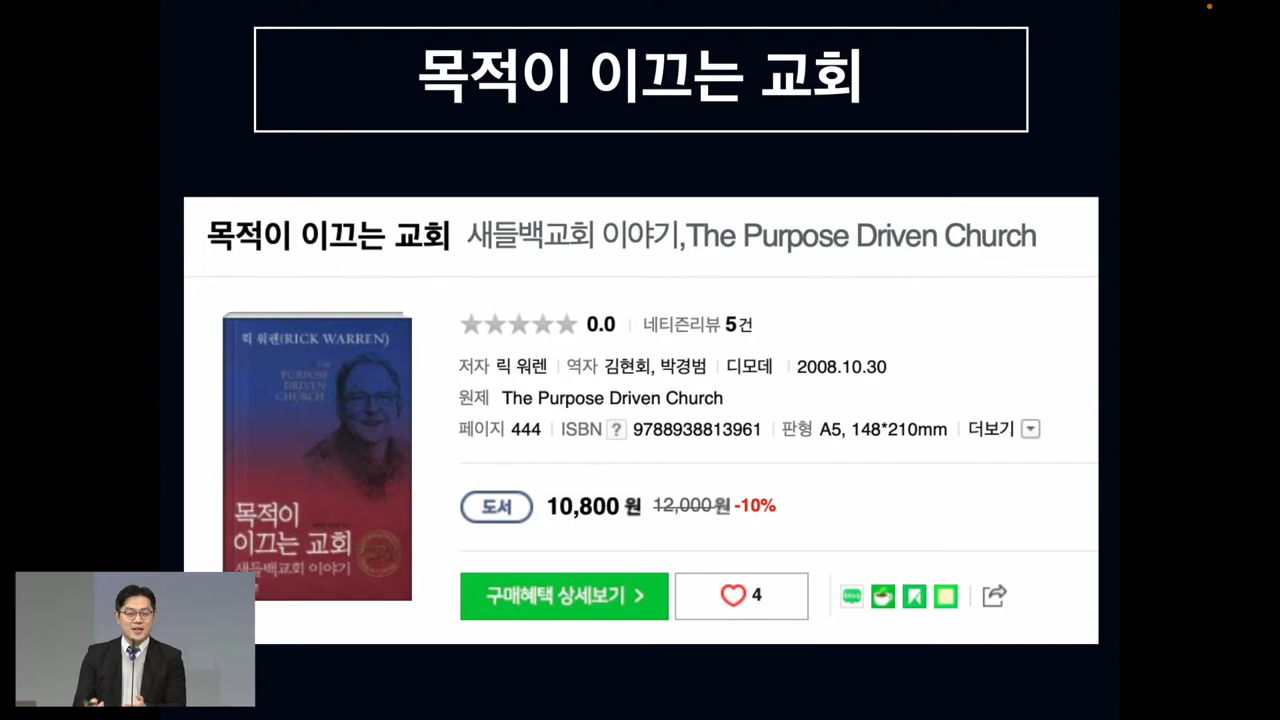 목적이 이끄는 교회
목적이 이끄는 교회 새들백교회 이야기,The Purpose Driven Church
릭 워렌(RICK WARREN)
THE
PURPOSE
DRIVEN
CHURCH
목적이
이끄는 교회
새들백교회 이야기
0.0 네티즌리뷰 5건
저자 릭 워렌 역자 김현회, 박경범 디모데 2008.10.30
원제 The Purpose Driven Church
페이지 444 ISBN ? 9788938813961 판형 A5, 148*210mm 더보기
도서 10,800 원 12,000원 -10%
구매혜택 상세보기 > 4